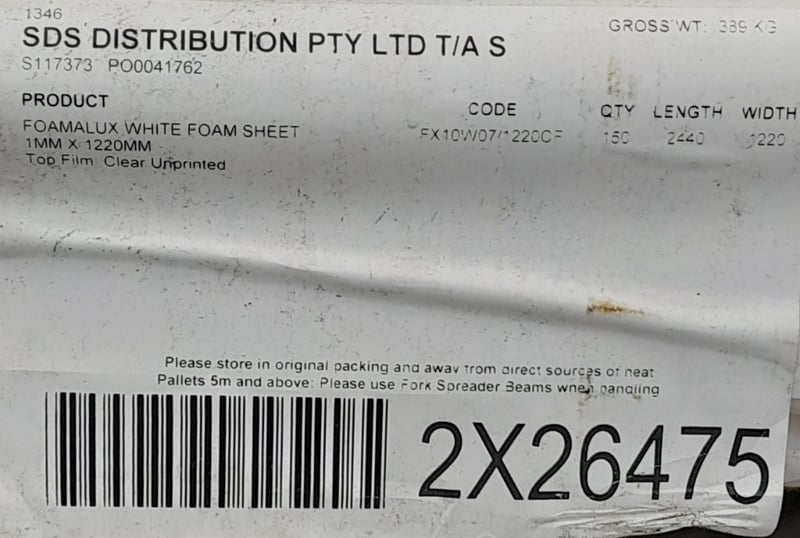 1346
GROSS WT: 389 KG
SDS DISTRIBUTION PTY LTD T/A S
S117373 PO0041762
PRODUCT CODE QTY LENGTH WIDTH
FOAMALUX WHITE FOAM SHEET 150 2440 1220
1MM X 1220MM
Top Film: Clear Unprinted
Please store in original packing and away from direct sources of heat
Pallets 5m and above: Please use Fork Spreader Beams when handling
2X26475